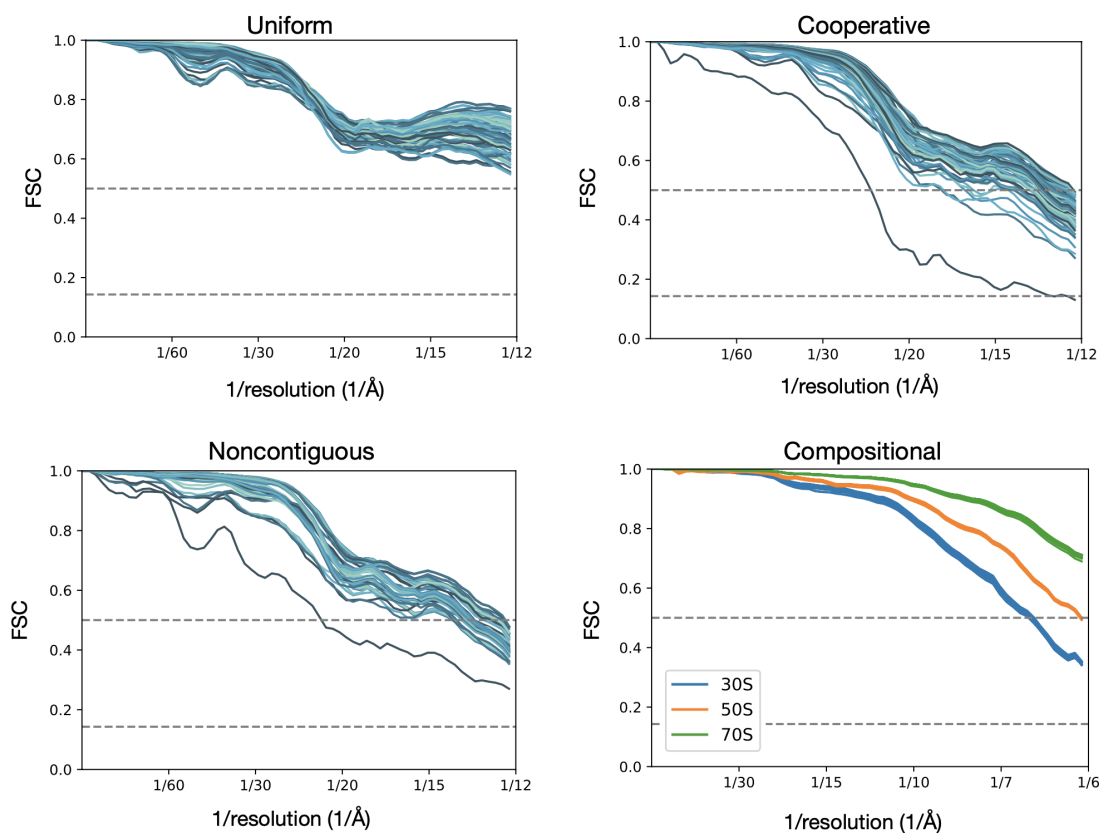 Uniform
1.0
0.8
0.6
0.4
0.2
0.0
FSC
1/60
1/30
1/20
1/15
1/12
1/resolution (1/Å)
Cooperative
1.0
0.8
0.6
0.4
0.2
0.0
FSC
1/60
1/30
1/20
1/15
1/12
1/resolution (1/Å)
Noncontiguous
1.0
0.8
0.6
0.4
0.2
0.0
FSC
1/60
1/30
1/20
1/15
1/12
1/resolution (1/Å)
Compositional
1.0
0.8
0.6
0.4
0.2
0.0
FSC
30S
50S
70S
1/30
1/15
1/10
1/7
1/6
1/resolution (1/Å)